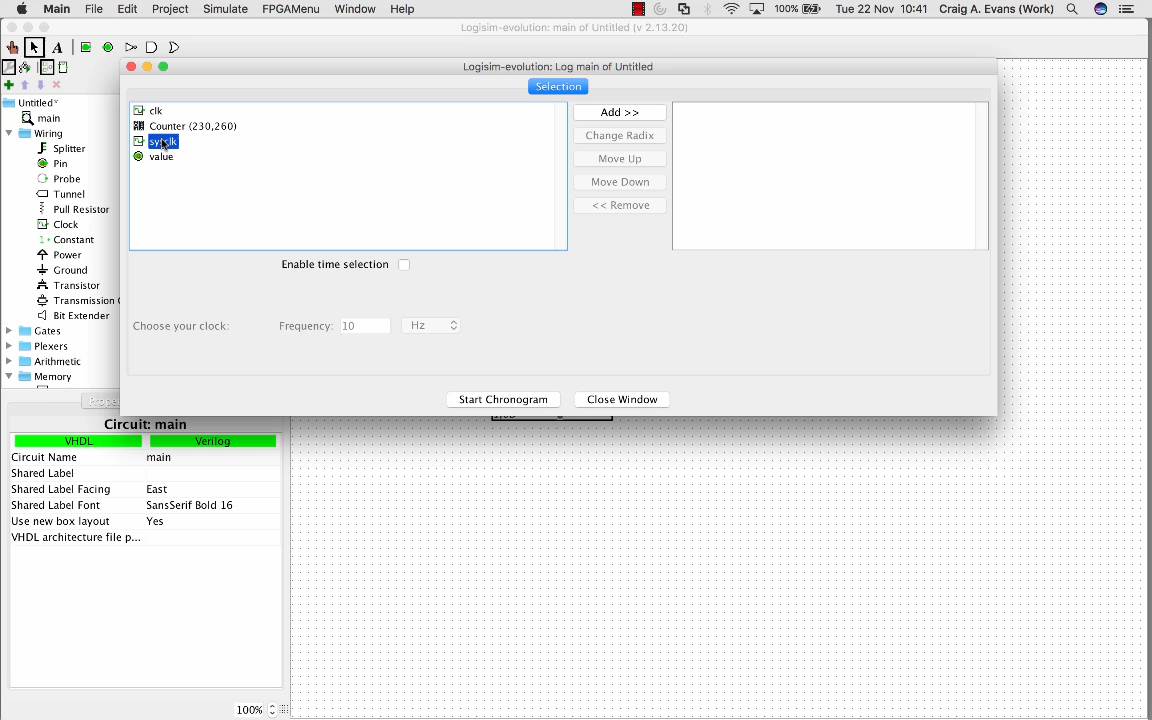 Main File Edit Project Simulate FPGAMenu Window Help 100% Tue 22 Nov 10:41 Craig A. Evans (Work)
Logisim-evolution: main of Untitled (v 2.13.20)
A
Logisim-evolution: Log main of Untitled
Selection
clk
Counter (230,260)
sysclk
value
Add >>
Change Radix
Move Up
Move Down
<< Remove
Enable time selection
Choose your clock: Frequency: 10 Hz
Start Chronogram Close Window
Untitled*
main
Wiring
Splitter
Pin
Probe
Tunnel
Pull Resistor
Clock
Constant
Power
Ground
Transistor
Transmission
Bit Extender
Gates
Plexers
Arithmetic
Memory
Circuit: main
VHDL Verilog
Circuit Name main
Shared Label
Shared Label Facing East
Shared Label Font SansSerif Bold 16
Use new box layout Yes
VHDL architecture file p...
100%